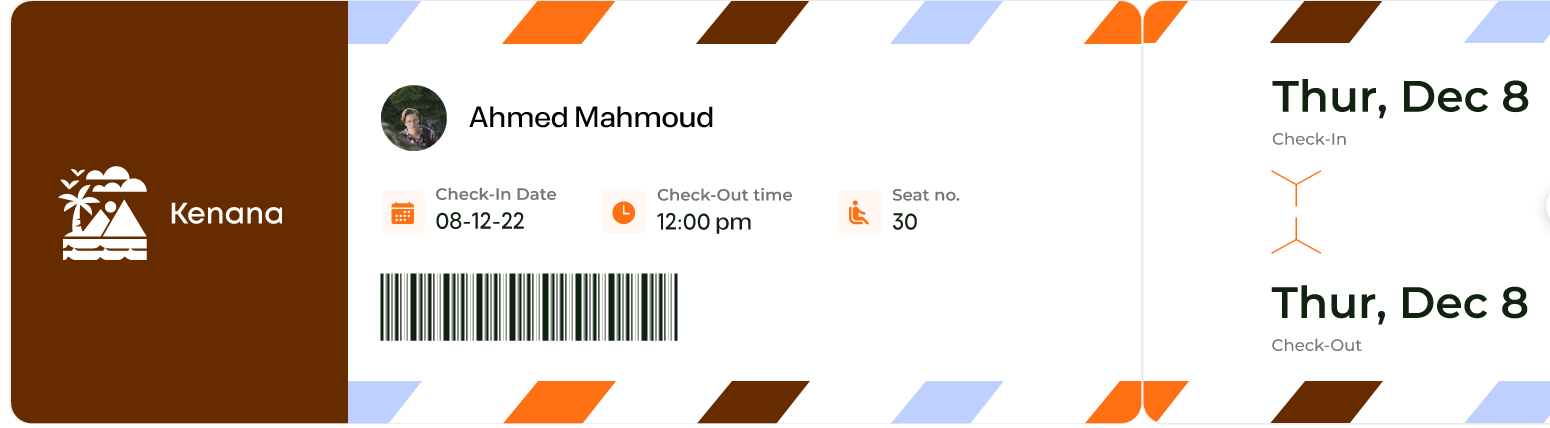 Kenana
Ahmed Mahmoud
Check-In Date
08-12-22
Check-Out time
12:00 pm
Seat no.
30
Thur, Dec 8
Check-In
Thur, Dec 8
Check-Out